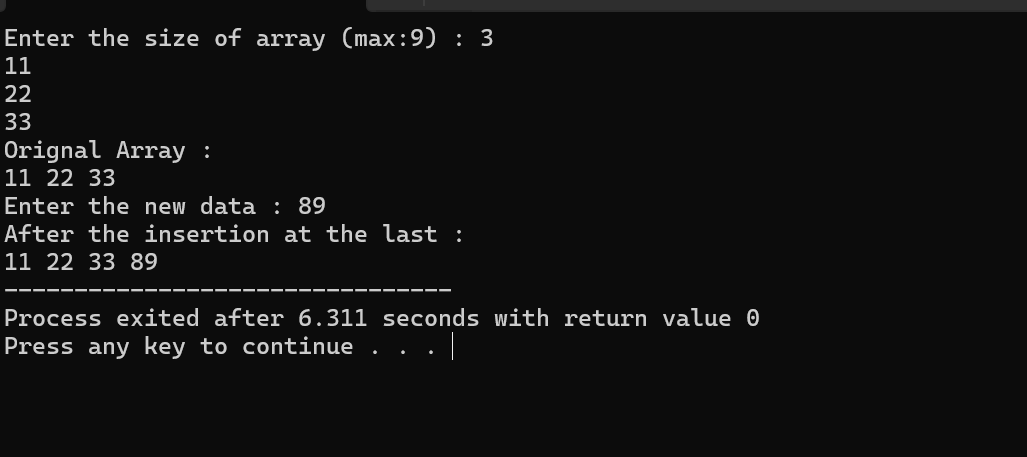 Enter the size of array (max:9) : 3
11
22
33
Orignal Array :
11 22 33
Enter the new data : 89
After the insertion at the last :
11 22 33 89
--------------------------------
Process exited after 6.311 seconds with return value 0
Press any key to continue . . .